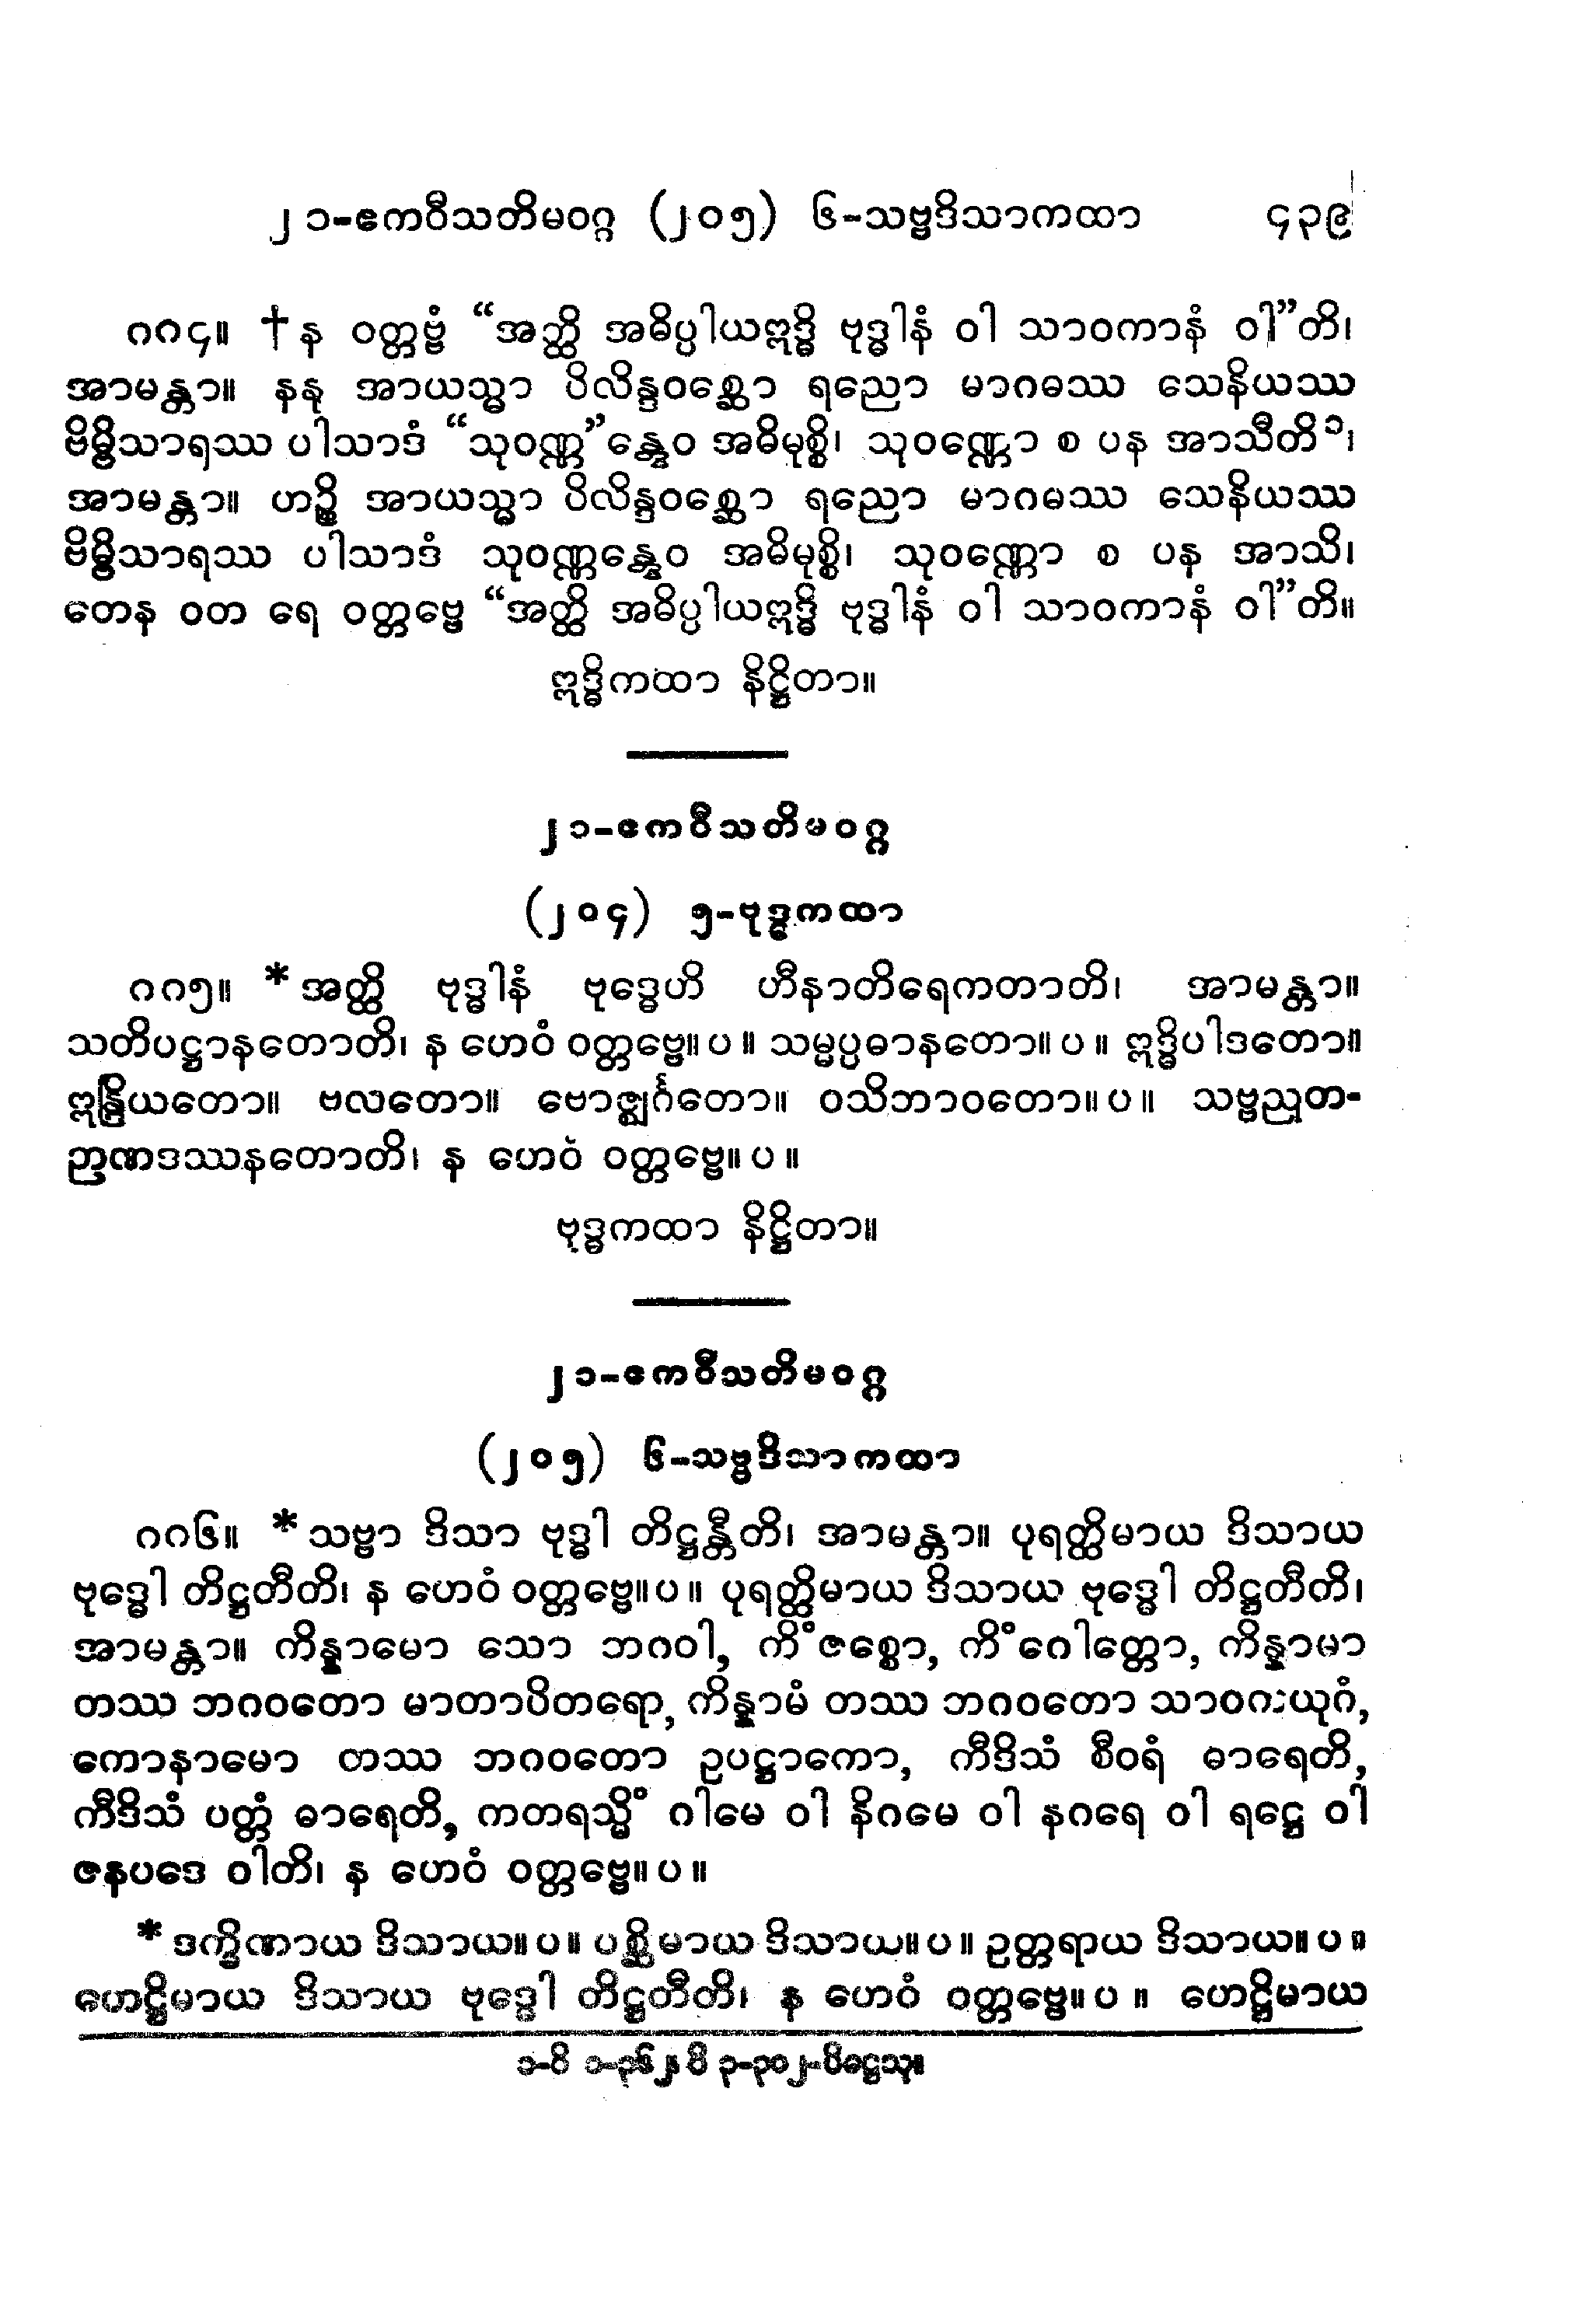 ၂၁-ဧကဝီသတိမဝဂ္ဂ (၂၀၅) ၆-သဗ္ဗဒိသာကထာ ၄၃၉
၈၈၄။ †န ဝတ္တဗ္ဗံ “အတ္ထိ အဓိပ္ပါယဣဒ္ဓိ ဗုဒ္ဓါနံ ဝါ သာဝကာနံ ဝါ”တိ၊
အာမန္တာ။ နနု အာယသ္မာ ပိလိန္ဒဝစ္ဆော ရညော မာဂဓဿ သေနိယဿ
ဗိမ္ဗိသာရဿ ပါသာဒံ “သုဝဏ္ဏ”န္တွေဝ အဓိမုစ္စိ၊ သုဝဏ္ဏော စ ပန အာသီတိ၁၊
အာမန္တာ။ ဟဉ္စိ အာယသ္မာ ပိလိန္ဒဝစ္ဆော ရညော မာဂဓဿ သေနိယဿ
ဗိမ္ဗိသာရဿ ပါသာဒံ သုဝဏ္ဏန္တွေဝ အဓိမုစ္စိ၊ သုဝဏ္ဏော စ ပန အာသိ၊
တေန ဝတ ရေ ဝတ္တဗ္ဗေ “အတ္ထိ အဓိပ္ပါယဣဒ္ဓိ ဗုဒ္ဓါနံ ဝါ သာဝကာနံ ဝါ”တိ။
ဣဒ္ဓိကထာ နိဋ္ဌိတာ။
၂၁-ဧကဝီသတိမဝဂ္ဂ
(၂၀၄) ၅-ဗုဒ္ဓကထာ
၈၈၅။ *အတ္ထိ ဗုဒ္ဓါနံ ဗုဒ္ဓေဟိ ဟီနာတိရေကတာတိ၊ အာမန္တာ။
သတိပဋ္ဌာနတောတိ၊ န ဟေဝံ ဝတ္တဗ္ဗေ။ ပ ။ သမ္မပ္ပဓာနတော။ ပ ။ ဣဒ္ဓိပါဒတော။
ဣန္ဒြိယတော။ ဗလတော။ ဗောဇ္ဈင်္ဂတော။ ဝသိဘာဝတော။ ပ ။ သဗ္ဗညုတ-
ဉာဏဒဿနတောတိ၊ န ဟေဝံ ဝတ္တဗ္ဗေ။ ပ ။
ဗုဒ္ဓကထာ နိဋ္ဌိတာ။
၂၁-ဧကဝီသတိမဝဂ္ဂ
(၂၀၅) ၆-သဗ္ဗဒိသာကထာ
၈၈၆။ *သဗ္ဗာ ဒိသာ ဗုဒ္ဓါ တိဋ္ဌန္တီတိ၊ အာမန္တာ။ ပုရတ္ထိမာယ ဒိသာယ
ဗုဒ္ဓေါ တိဋ္ဌတီတိ၊ န ဟေဝံ ဝတ္တဗ္ဗေ။ ပ ။ ပုရတ္ထိမာယ ဒိသာယ ဗုဒ္ဓေါ တိဋ္ဌတီတိ၊
အာမန္တာ။ ကိန္နာမော သော ဘဂဝါ, ကိံဇစ္စော, ကိံဂေါတ္တော, ကိန္နာမာ
တဿ ဘဂဝတော မာတာပိတရော, ကိန္နာမံ တဿ ဘဂဝတော သာဝကယုဂံ,
ကောနာမော တဿ ဘဂဝတော ဥပဋ္ဌာကော, ကီဒိသံ စီဝရံ ဓာရေတိ,
ကီဒိသံ ပတ္တံ ဓာရေတိ, ကတရသ္မိံ ဂါမေ ဝါ နိဂမေ ဝါ နဂရေ ဝါ ရဋ္ဌေ ဝါ
ဇနပဒေ ဝါတိ၊ န ဟေဝံ ဝတ္တဗ္ဗေ။ ပ ။
*ဒက္ခိဏာယ ဒိသာယ။ ပ ။ ပစ္ဆိမာယ ဒိသာယ။ ပ ။ ဥတ္တရာယ ဒိသာယ။ ပ ။
ဟေဋ္ဌိမာယ ဒိသာယ ဗုဒ္ဓေါ တိဋ္ဌတီတိ၊ န ဟေဝံ ဝတ္တဗ္ဗေ။ ပ ။ ဟေဋ္ဌိမာယ
၁-ဝိ ၁-၃၆၂၊ ဝိ ၃-၃၀၂-ပိဋ္ဌေသု။